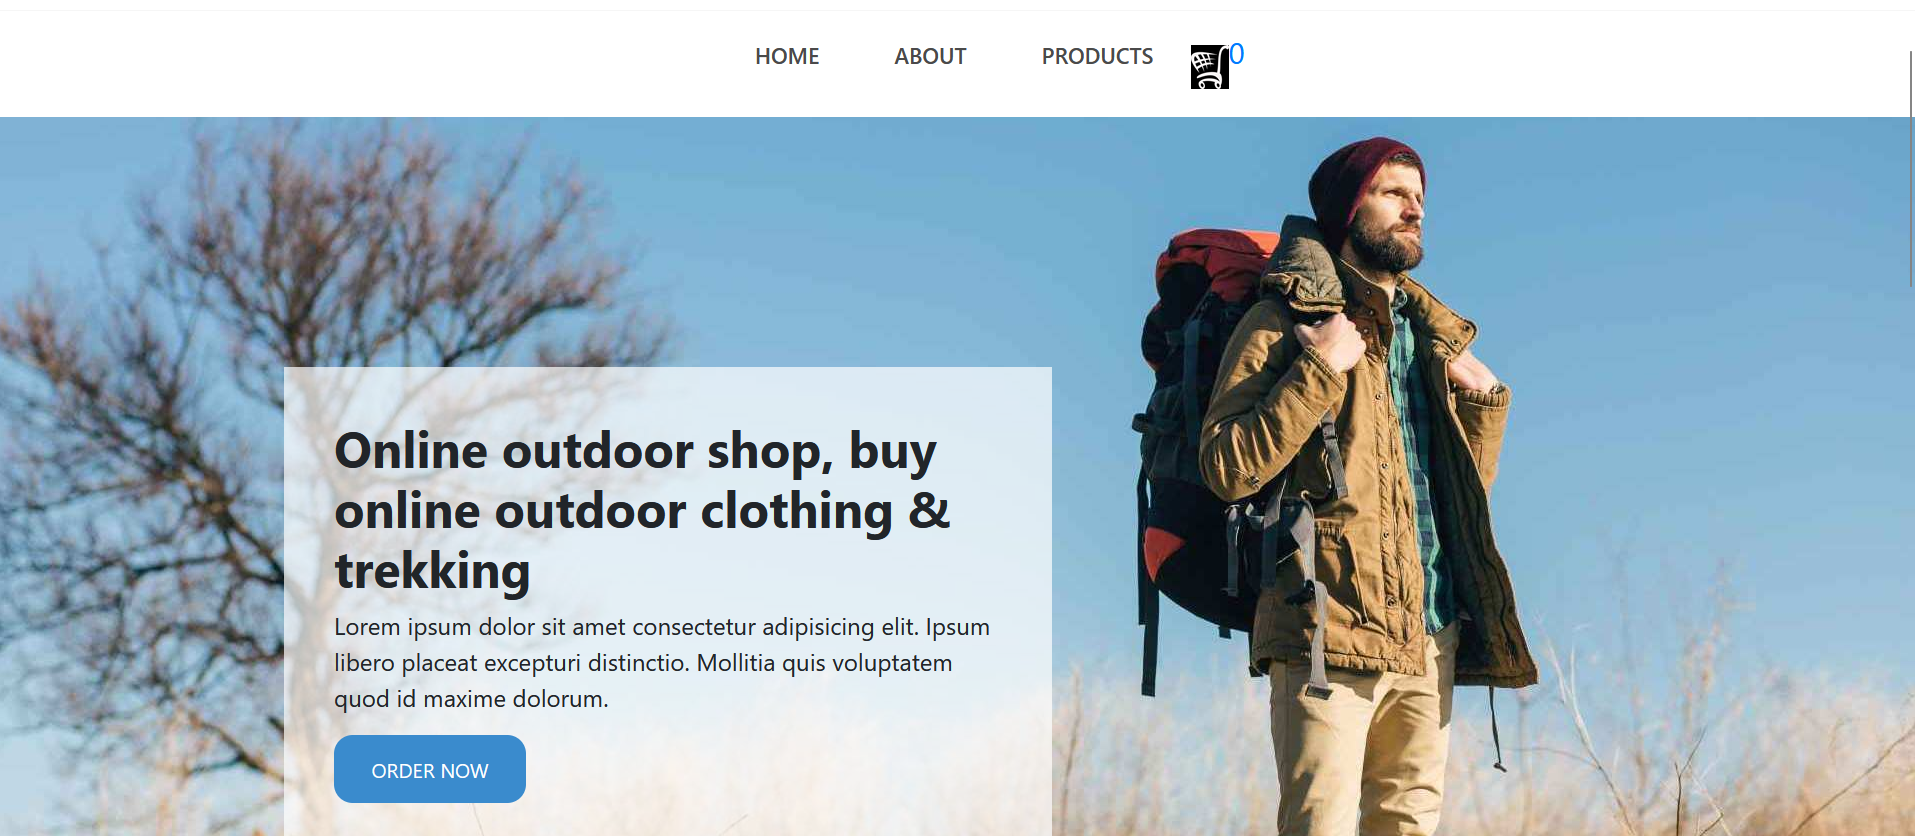 HOME ABOUT PRODUCTS 0
Online outdoor shop, buy
online outdoor clothing &
trekking
Lorem ipsum dolor sit amet consectetur adipisicing elit. Ipsum
libero placeat excepturi distinctio. Mollitia quis voluptatem
quod id maxime dolorum.
ORDER NOW